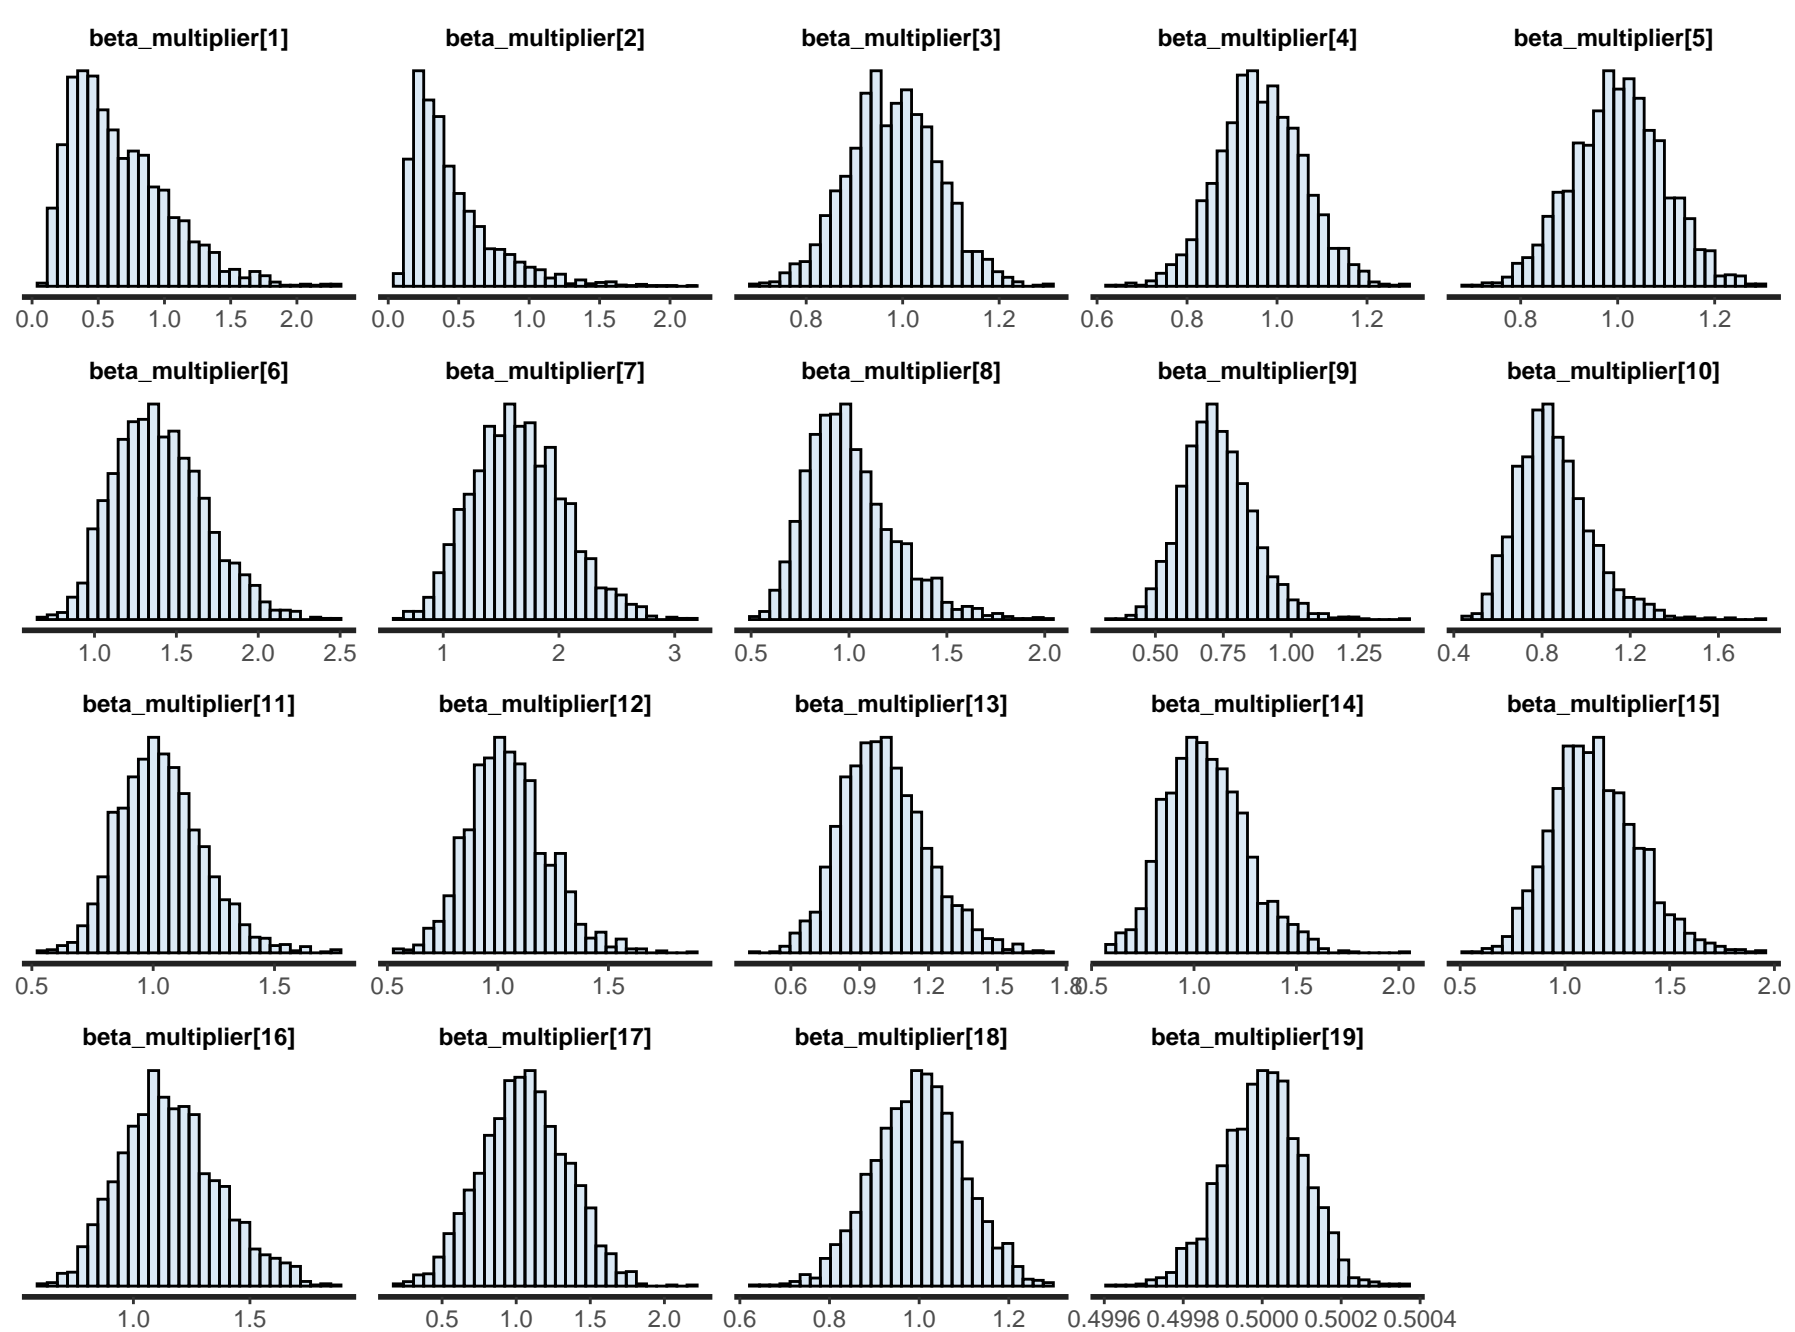 beta_multiplier[1] beta_multiplier[2] beta_multiplier[3] beta_multiplier[4] beta_multiplier[5]
0.0 0.5 1.0 1.5 2.0 0.0 0.5 1.0 1.5 2.0 0.8 1.0 1.2 0.6 0.8 1.0 1.2 0.8 1.0 1.2
beta_multiplier[6] beta_multiplier[7] beta_multiplier[8] beta_multiplier[9] beta_multiplier[10]
1.0 1.5 2.0 2.5 1 2 3 0.5 1.0 1.5 2.0 0.50 0.75 1.00 1.25 0.4 0.8 1.2 1.6
beta_multiplier[11] beta_multiplier[12] beta_multiplier[13] beta_multiplier[14] beta_multiplier[15]
0.5 1.0 1.5 0.5 1.0 1.5 0.6 0.9 1.2 1.5 1.8 0.5 1.0 1.5 2.0 0.5 1.0 1.5 2.0
beta_multiplier[16] beta_multiplier[17] beta_multiplier[18] beta_multiplier[19]
1.0 1.5 0.5 1.0 1.5 2.0 0.6 0.8 1.0 1.2 0.4996 0.4998 0.5000 0.5002 0.5004